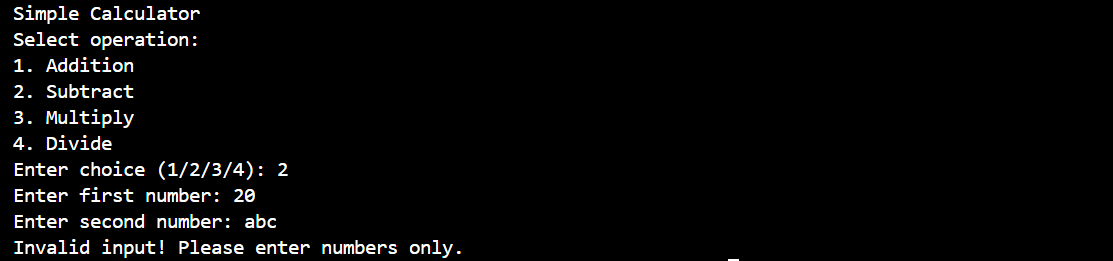 Simple Calculator
Select operation:
1. Addition
2. Subtract
3. Multiply
4. Divide
Enter choice (1/2/3/4): 2
Enter first number: 20
Enter second number: abc
Invalid input! Please enter numbers only.